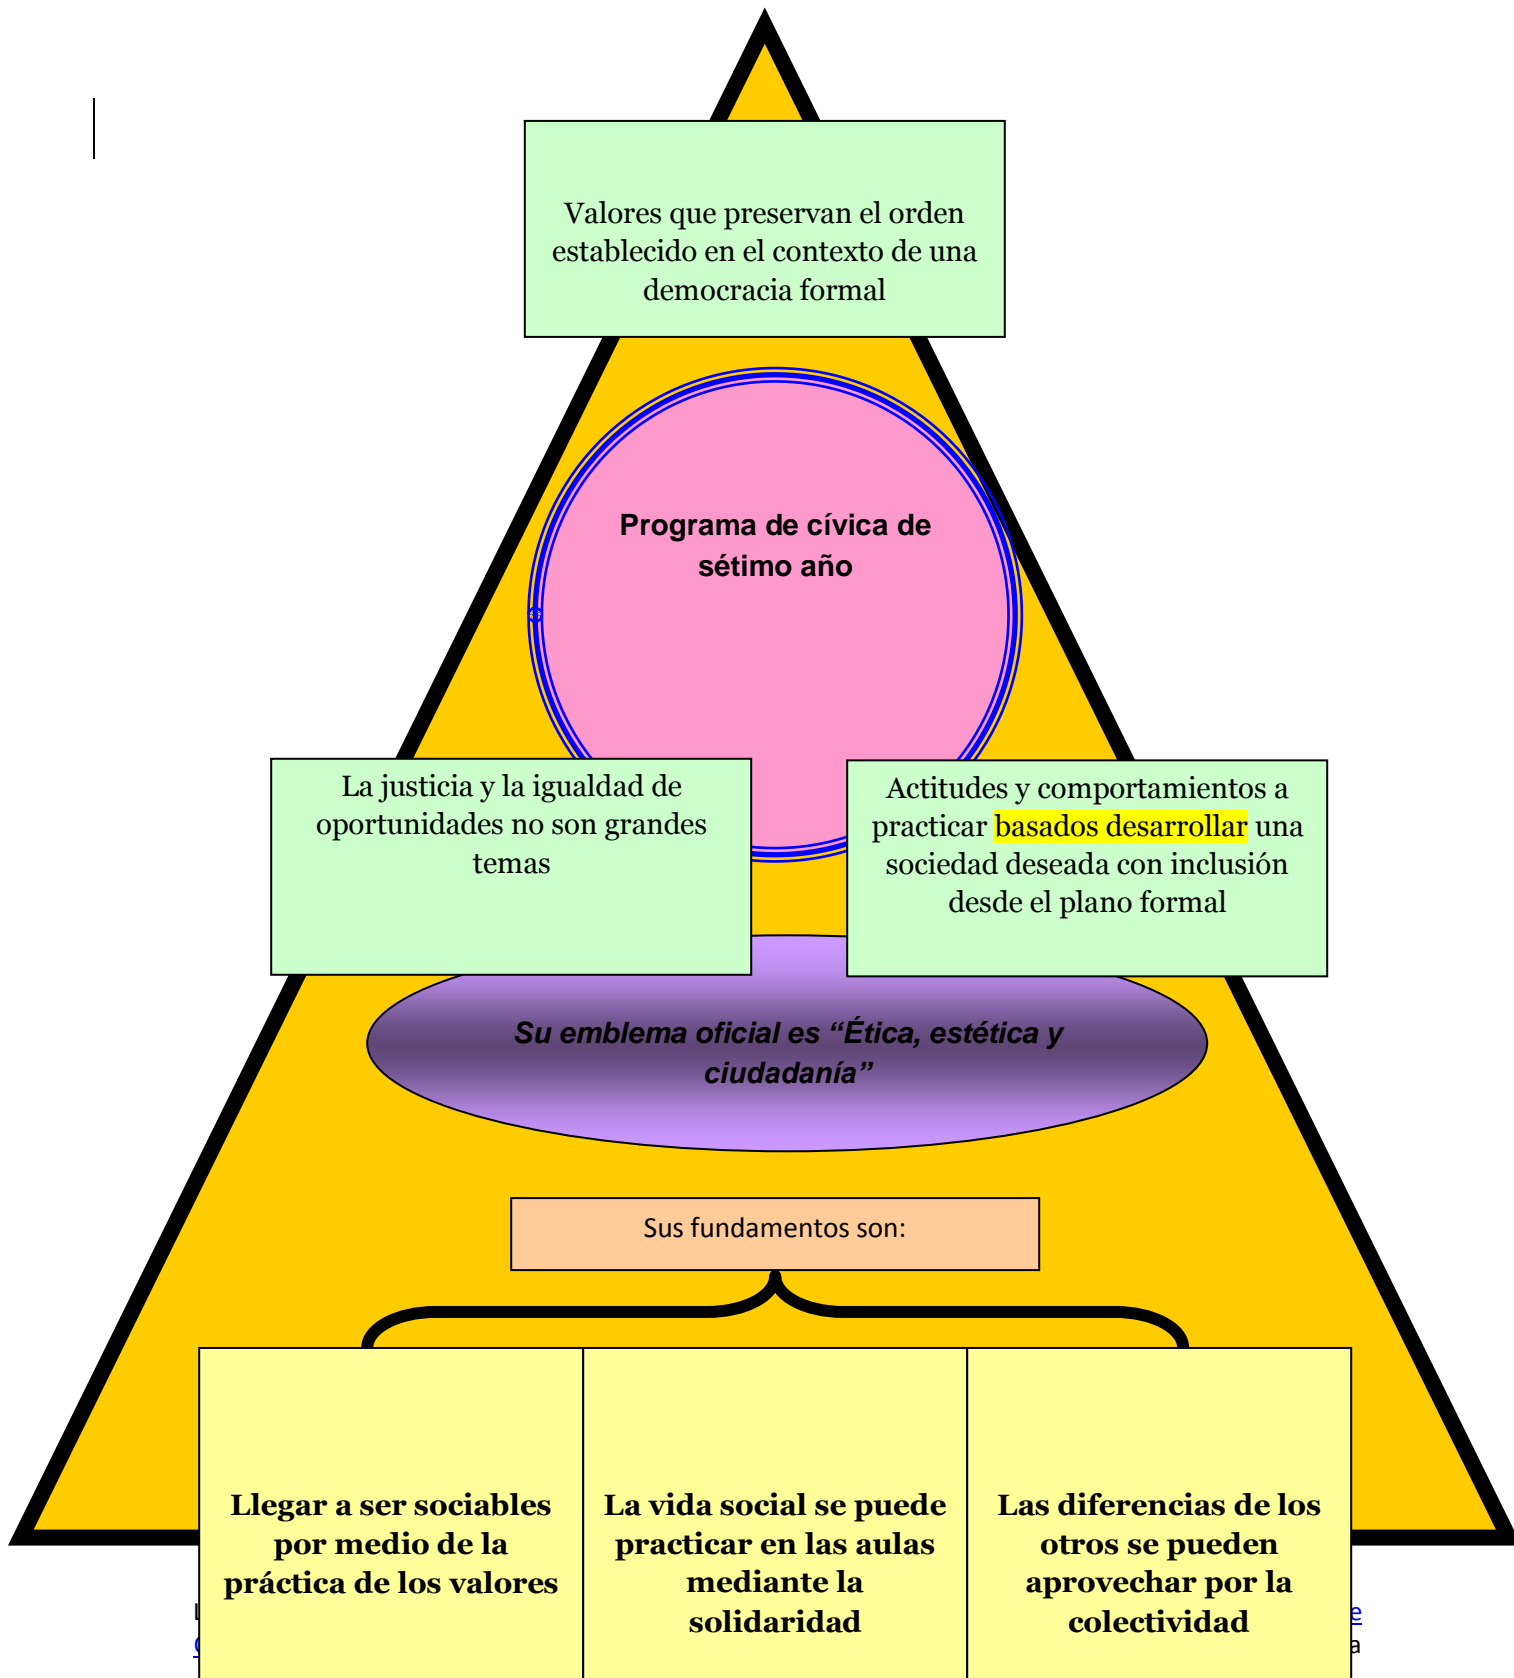 Valores que preservan el orden
establecido en el contexto de una
democracia formal
Programa de cívica de
sétimo año
La justicia y la igualdad de
oportunidades no son grandes
temas
Actitudes y comportamientos a
practicar basados desarrollar una
sociedad deseada con inclusión
desde el plano formal
Su emblema oficial es “Ética, estética y
ciudadanía”
Sus fundamentos son:
Llegar a ser sociables
por medio de la
práctica de los valores
La vida social se puede
practicar en las aulas
mediante la
solidaridad
Las diferencias de los
otros se pueden
aprovechar por la
colectividad
e
a